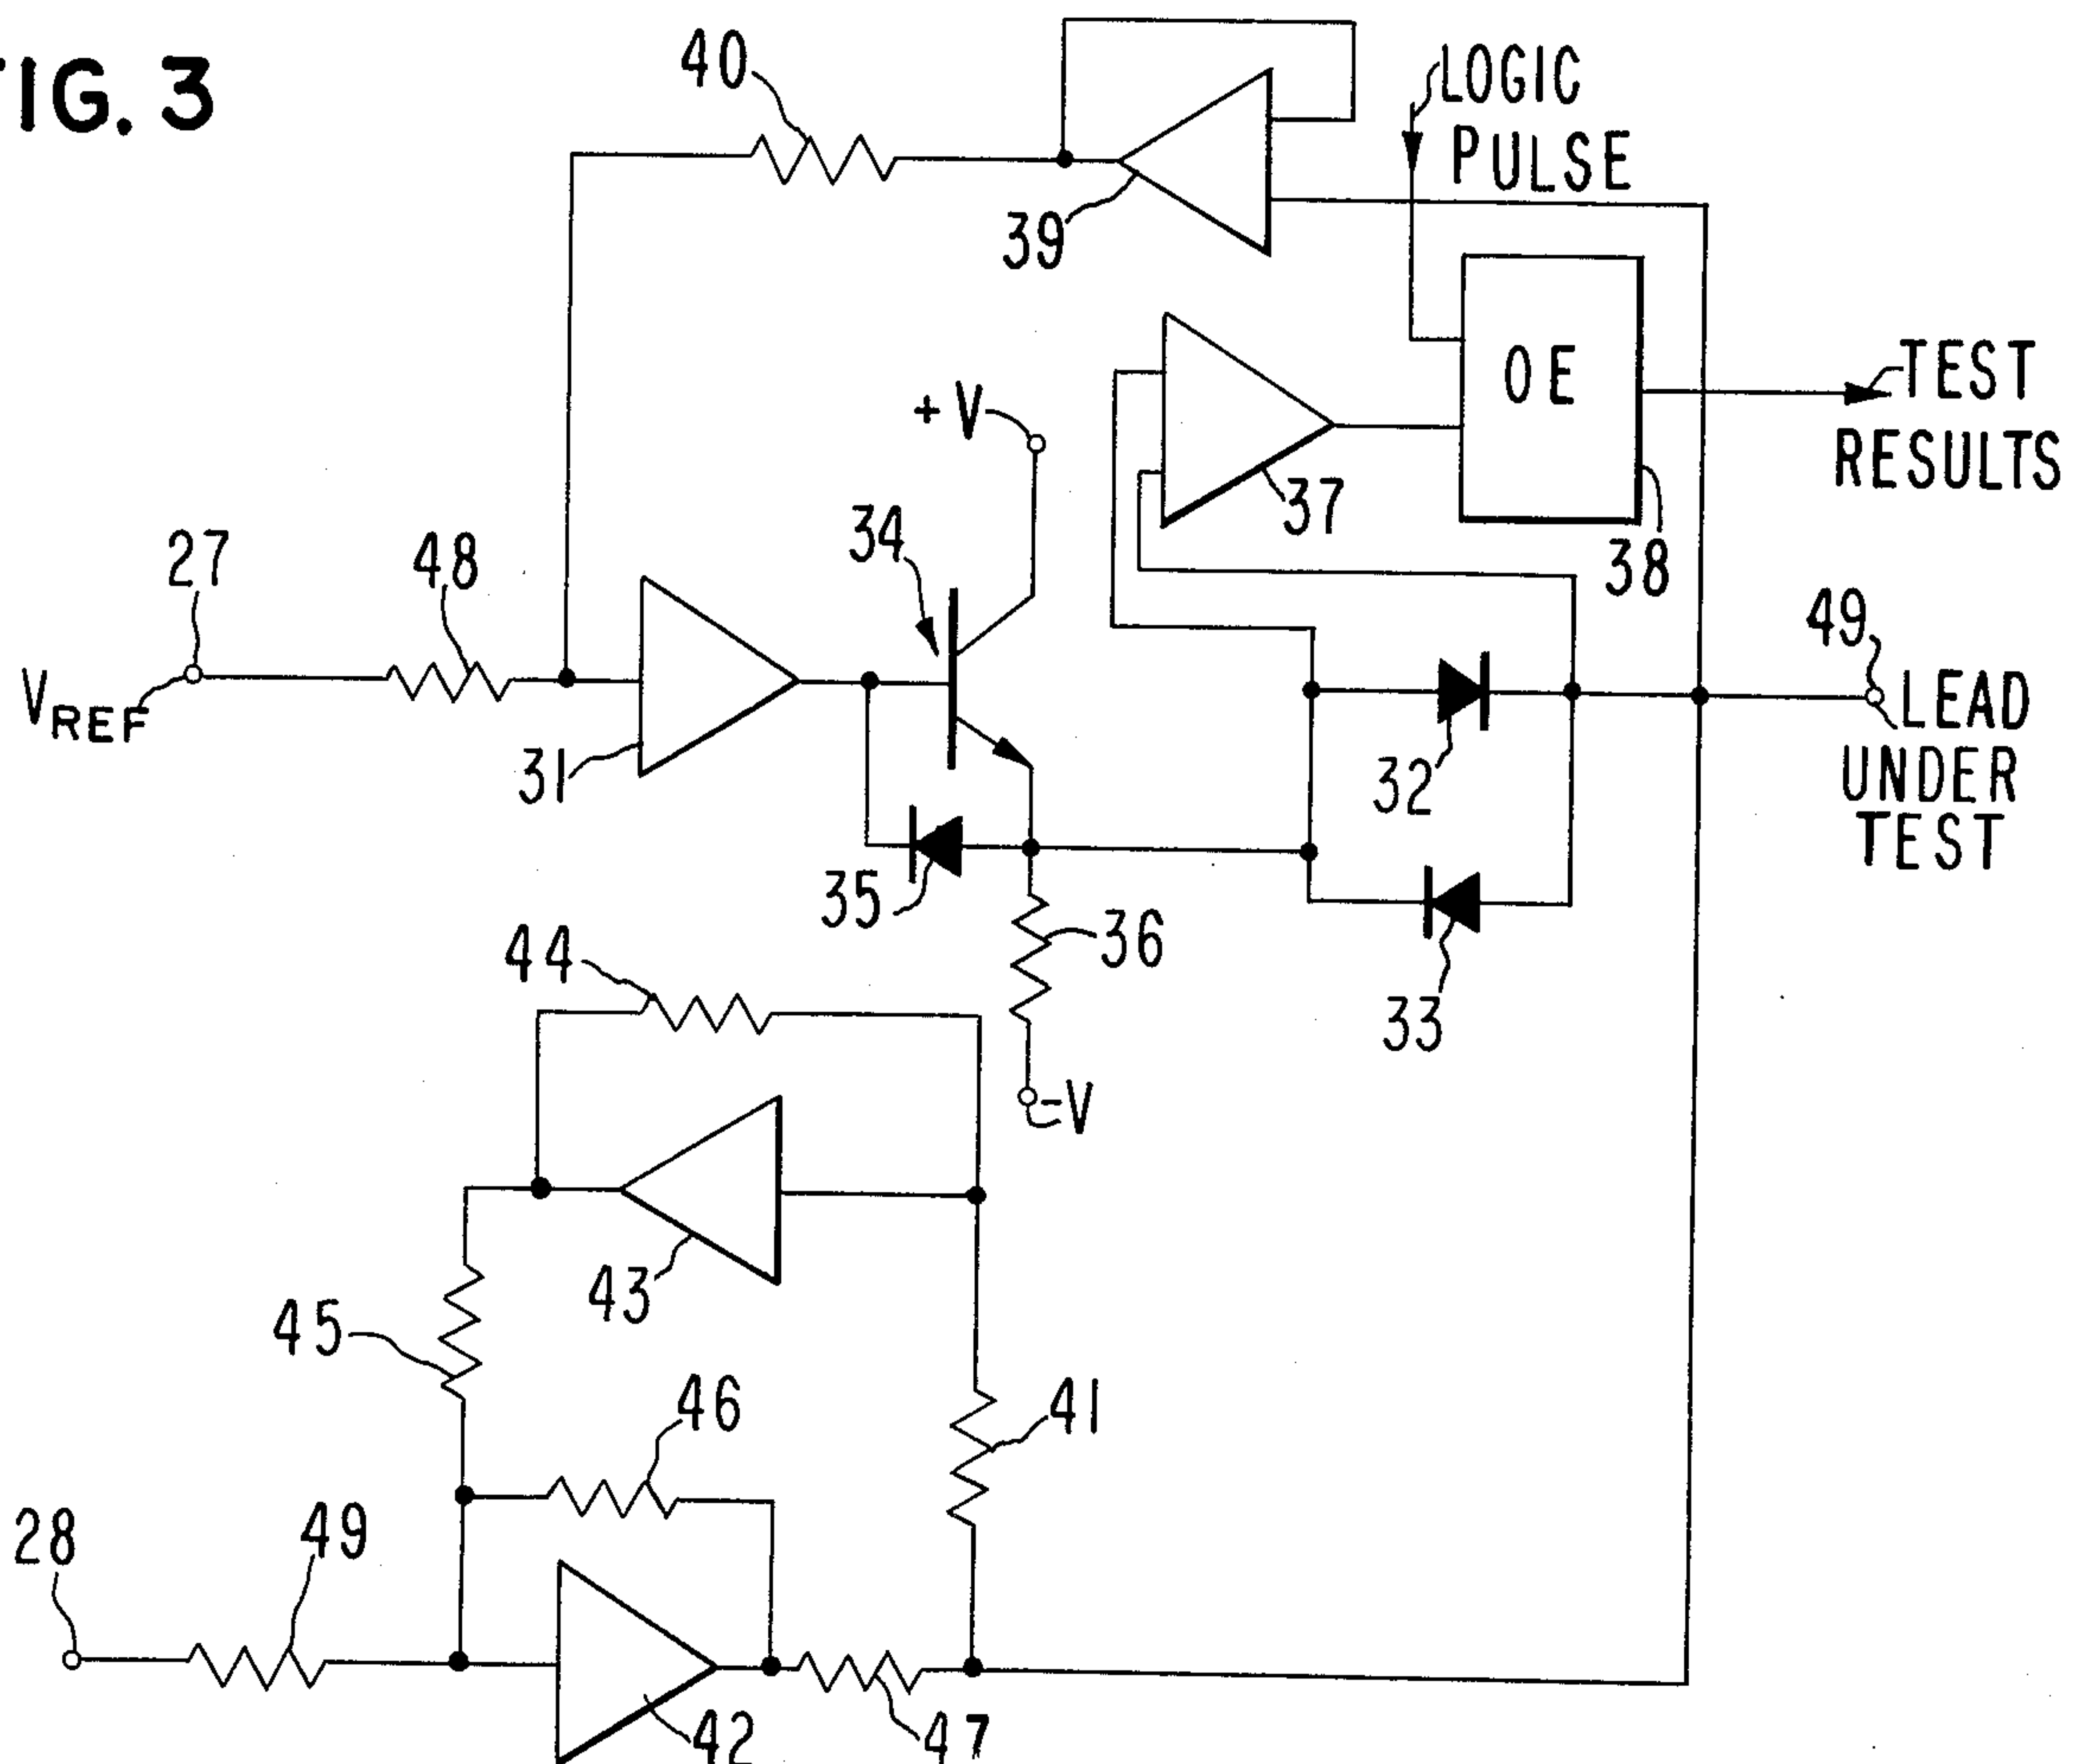 FIG. 3
40
LOGIC
PULSE
39
OE
TEST
RESULTS
+V
37
38
34
27
48
49
VREF
31
32
LEAD
UNDER
TEST
35
36
33
44
-V
43
45
46
41
28
49
42
47